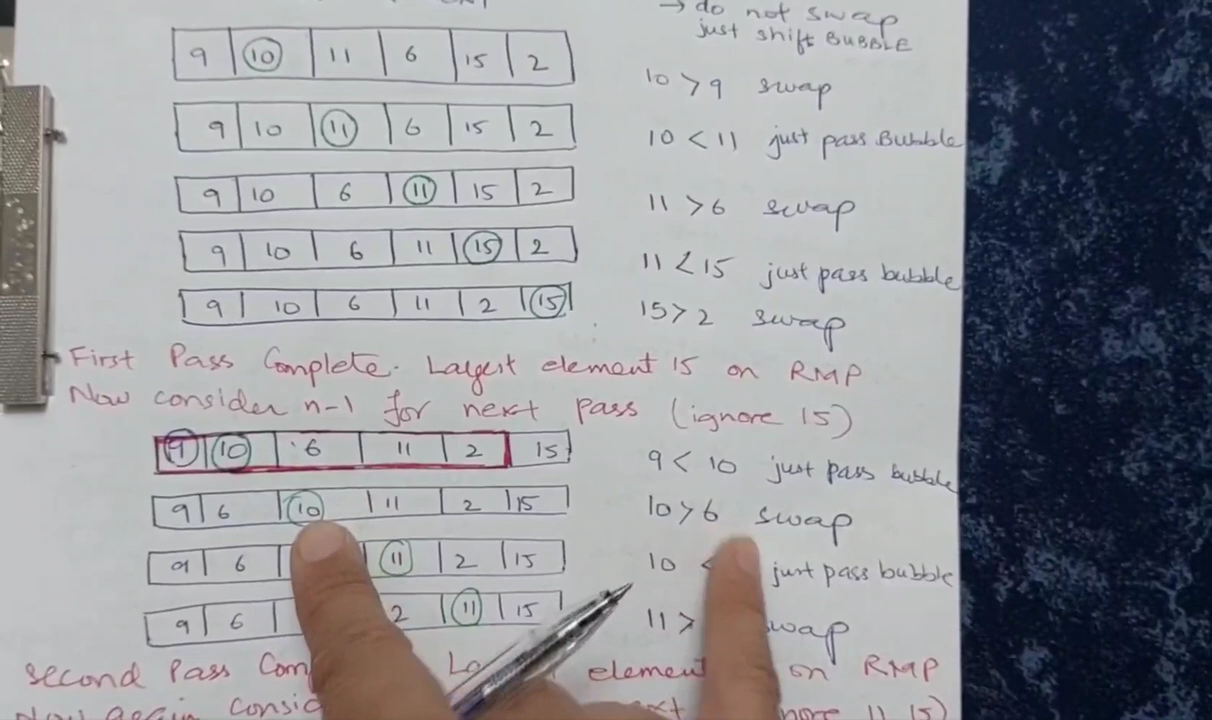 → do not swap
just shift BUBBLE
9 10 11 6 15 2
10 > 9 swap
9 10 11 6 15 2
10 < 11 just pass Bubble
9 10 6 11 15 2
11 > 6 swap
9 10 6 11 15 2
11 < 15 just pass bubble
9 10 6 11 2 15
15 > 2 swap
First Pass Complete. Largest element 15 on RMP
Now consider n-1 for next pass (ignore 15)
9 10 6 11 2 15
9 < 10 just pass bubble
9 6 10 11 2 15
10 > 6 swap
9 6 11 2 15
10 < just pass bubble
9 6 2 11 15
11 > swap
second Pass element on RMP
Now again 11 15)